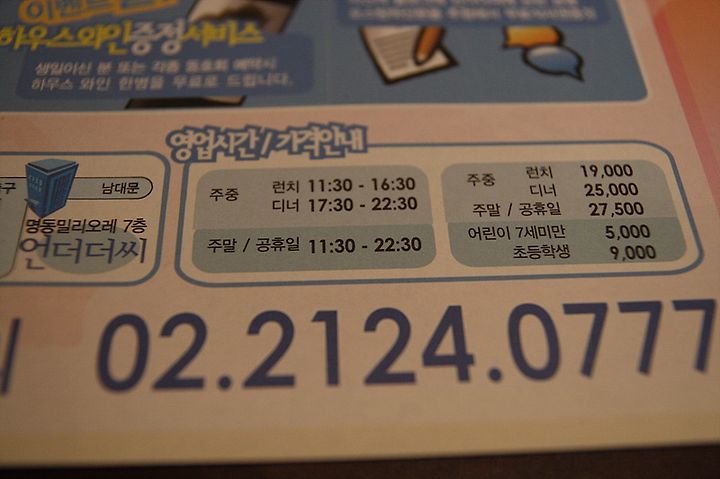 하우스와인증정서비스
생일이신 분 또는 각종 동호회 혜택시
하우스 와인 한병을 무료로 드립니다.
영업시간 / 가격안내
남대문
명동밀리오레 7층
언더더씨
주중 런치 11:30 - 16:30
디너 17:30 - 22:30
주말 / 공휴일 11:30 - 22:30
주중 런치 19,000
디너 25,000
주말 / 공휴일 27,500
어린이 7세미만 5,000
초등학생 9,000
02.2124.0777